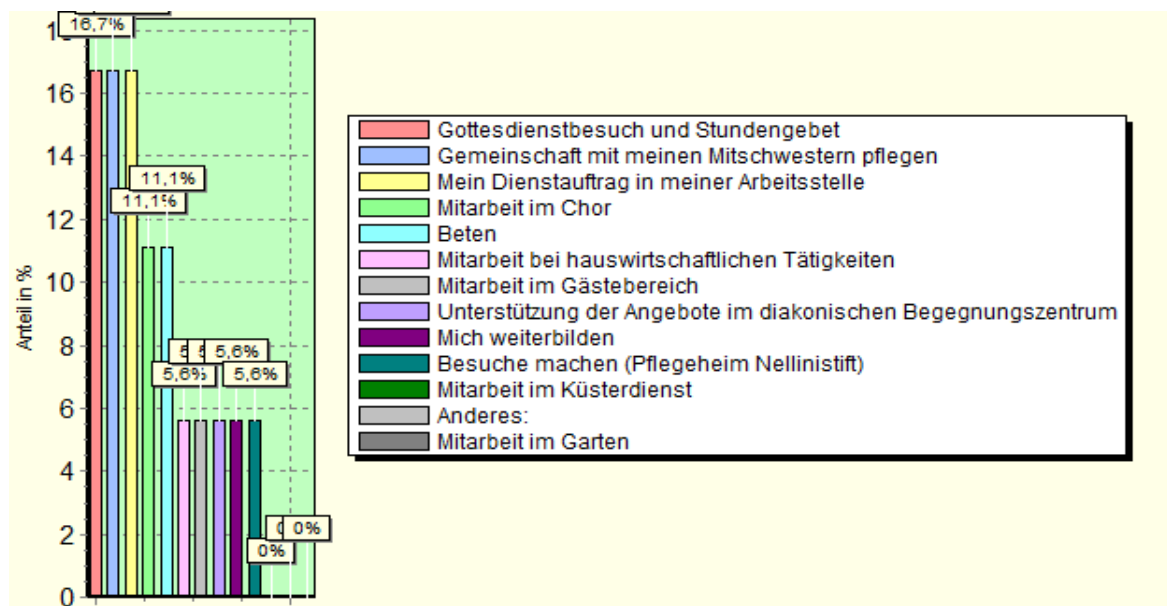 16,7%
16
14
12
10
8
6
4
2
0
Anteil in %
11,1%
11,1%
5,6%
5,6%
5,6%
0%
0%
Gottesdienstbesuch und Stundengebet
Gemeinschaft mit meinen Mitschwestern pflegen
Mein Dienstauftrag in meiner Arbeitsstelle
Mitarbeit im Chor
Beten
Mitarbeit bei hauswirtschaftlichen Tätigkeiten
Mitarbeit im Gästebereich
Unterstützung der Angebote im diakonischen Begegnungszentrum
Mich weiterbilden
Besuche machen (Pflegeheim Nellinistift)
Mitarbeit im Küsterdienst
Anderes:
Mitarbeit im Garten